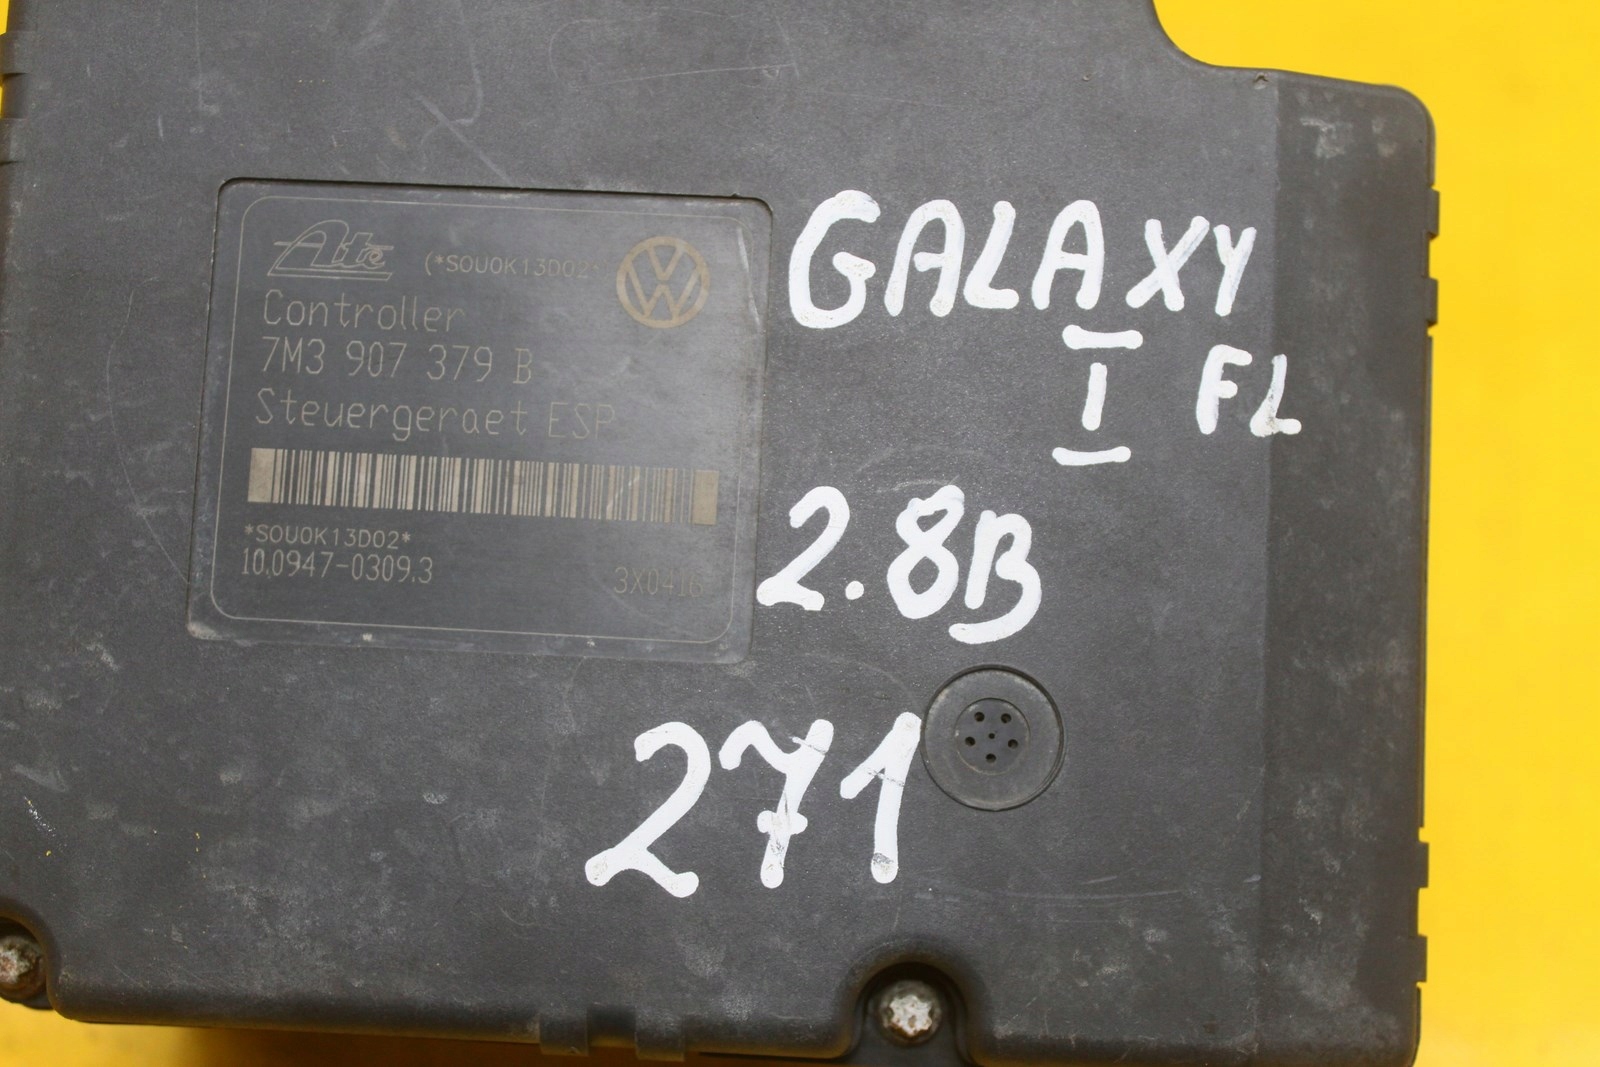 Ate (*SOU0K13D02*
Controller
7M3 907 379 B
Steuergeraet ESP
*SOU0K13D02*
10.0947-0309.3 3X0416
GALAXY
I FL
2.8B
271